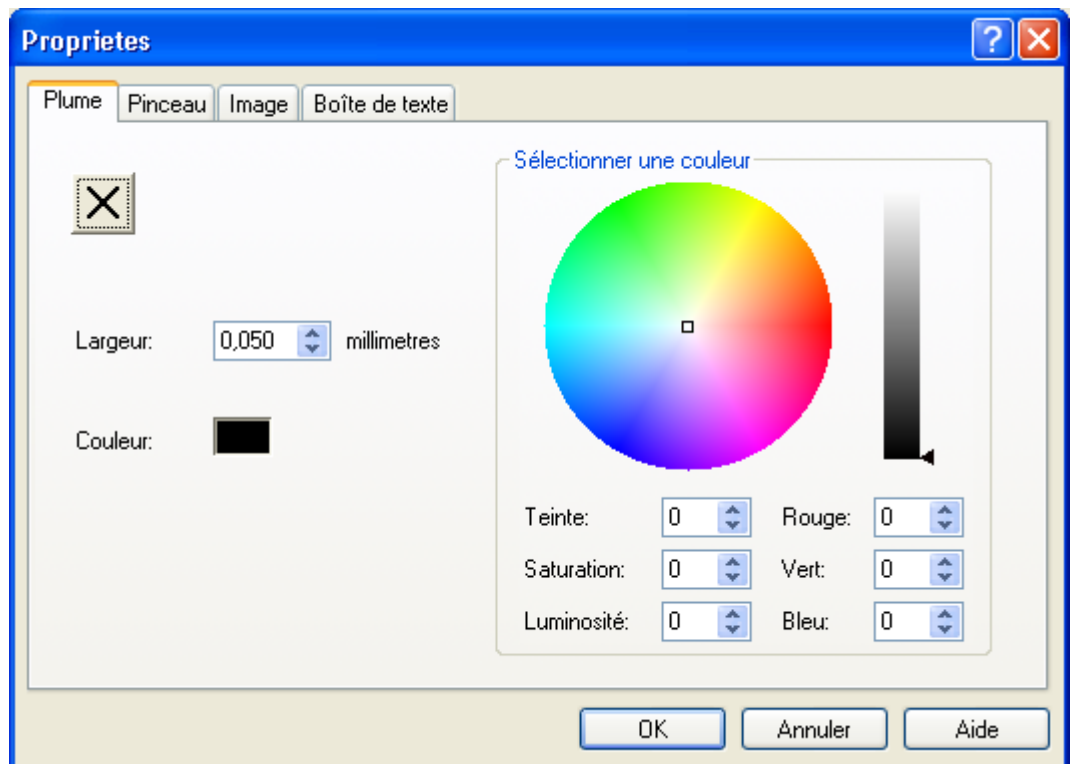 Proprietes
Plume Pinceau Image Boîte de texte
Sélectionner une couleur
Largeur: 0,050 millimetres
Couleur:
Teinte: 0 Rouge: 0
Saturation: 0 Vert: 0
Luminosité: 0 Bleu: 0
OK Annuler Aide